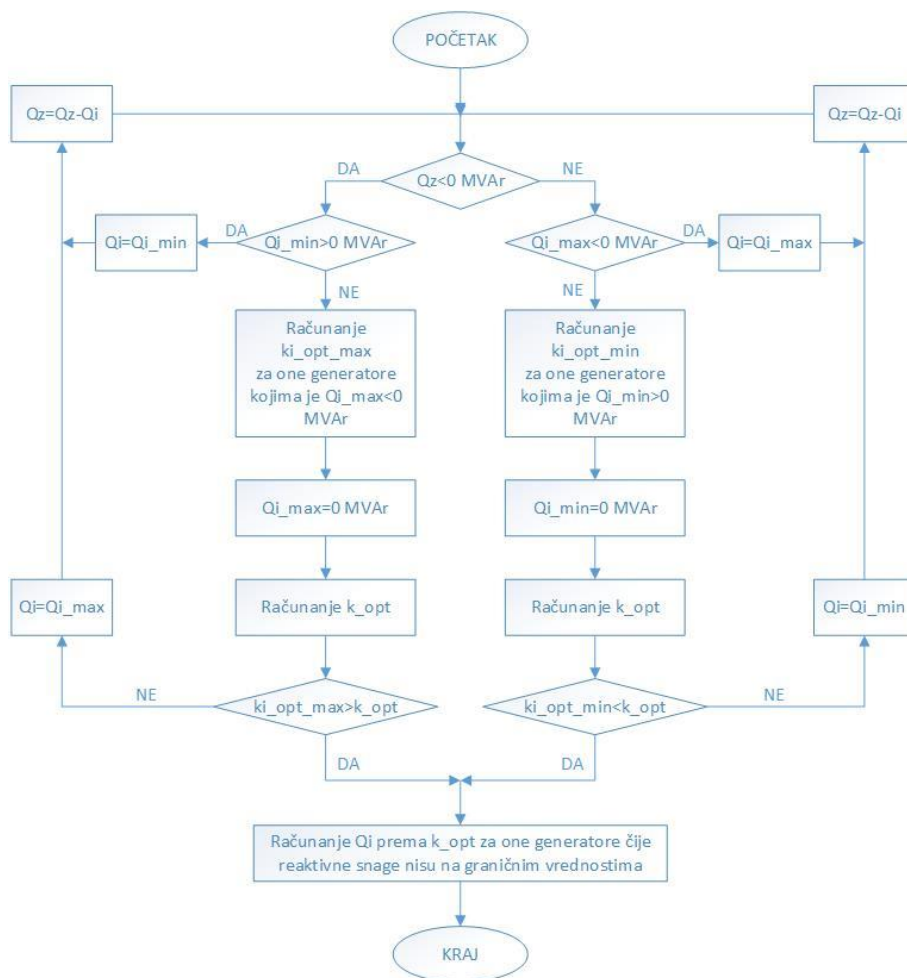 POČETAK
Qz=Qz-Qi
Qz=Qz-Qi
DA
Qz<0 MVAr
NE
Qi=Qi_min
DA
Qi_min>0 MVAr
Qi_max<0 MVAr
DA
Qi=Qi_max
NE
NE
Računanje
ki_opt_max
za one generatore
kojima je Qi_max<0
MVAr
Računanje
ki_opt_min
za one generatore
kojima je Qi_min>0
MVAr
Qi_max=0 MVAr
Qi_min=0 MVAr
Qi=Qi_max
Računanje k_opt
Računanje k_opt
Qi=Qi_min
NE
ki_opt_max>k_opt
ki_opt_min<k_opt
NE
DA
DA
Računanje Qi prema k_opt za one generatore čije
reaktivne snage nisu na graničnim vrednostima
KRAJ